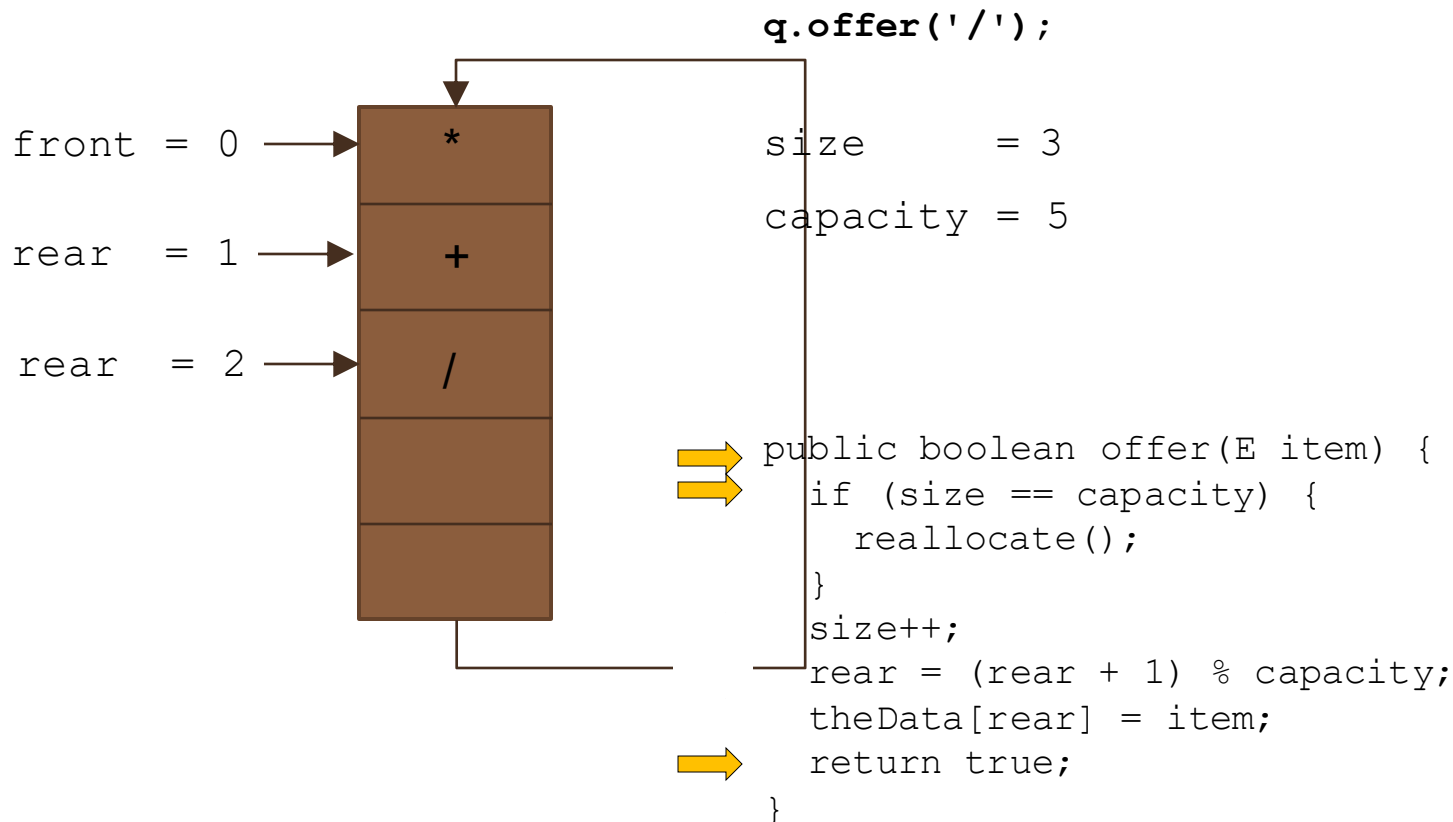 q.offer('/');
front = 0
*
size = 3
capacity = 5
rear = 1
+
rear = 2
/
public boolean offer(E item) {
if (size == capacity) {
reallocate();
}
size++;
rear = (rear + 1) % capacity;
theData[rear] = item;
return true;
}